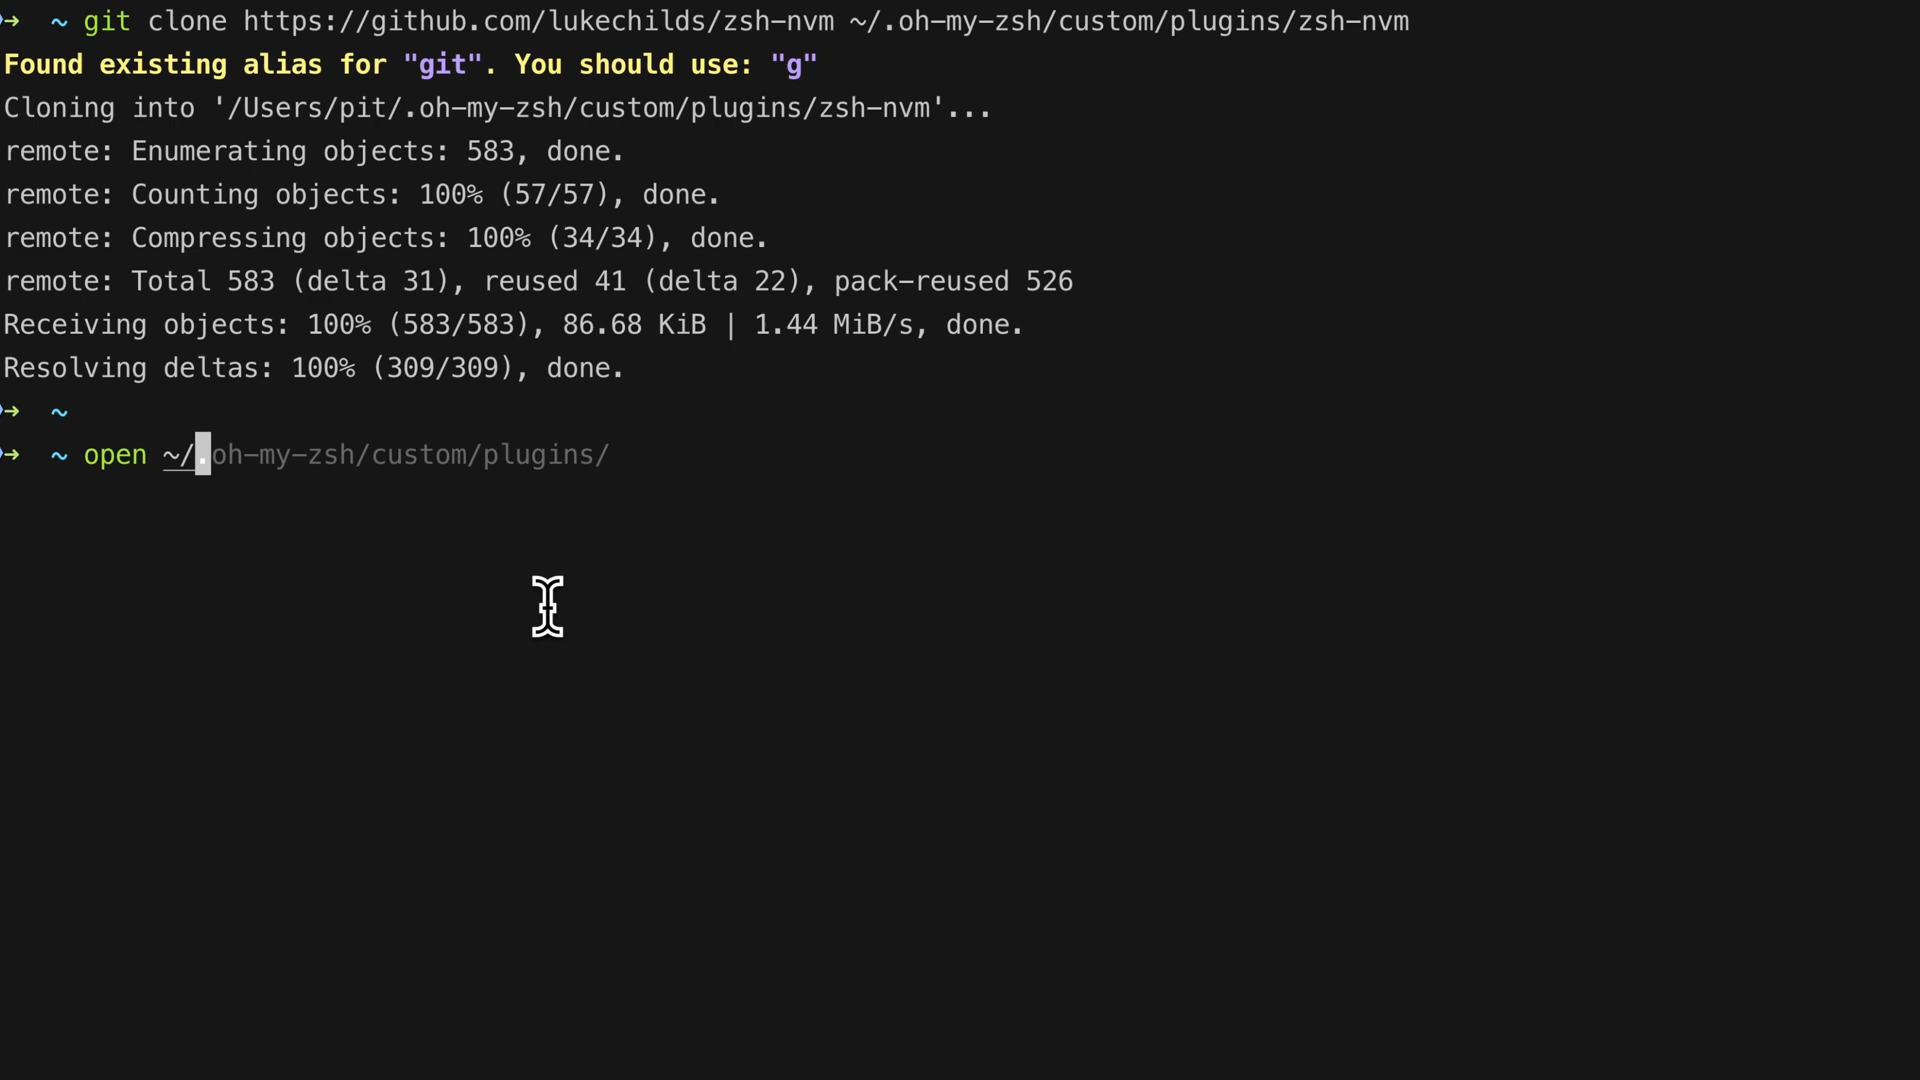 ➜ ~ git clone https://github.com/lukechilds/zsh-nvm ~/.oh-my-zsh/custom/plugins/zsh-nvm
Found existing alias for "git". You should use: "g"
Cloning into '/Users/pit/.oh-my-zsh/custom/plugins/zsh-nvm'...
remote: Enumerating objects: 583, done.
remote: Counting objects: 100% (57/57), done.
remote: Compressing objects: 100% (34/34), done.
remote: Total 583 (delta 31), reused 41 (delta 22), pack-reused 526
Receiving objects: 100% (583/583), 86.68 KiB | 1.44 MiB/s, done.
Resolving deltas: 100% (309/309), done.
➜ ~
➜ ~ open ~/.oh-my-zsh/custom/plugins/